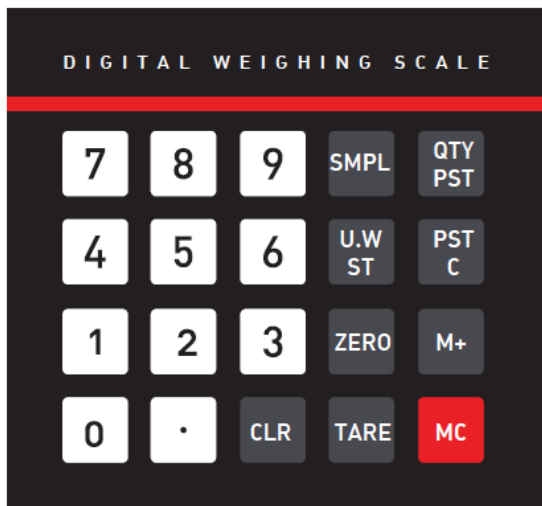 DIGITAL WEIGHING SCALE
7 8 9 SMPL QTY PST
4 5 6 U.W ST PST C
1 2 3 ZERO M+
0 . CLR TARE MC